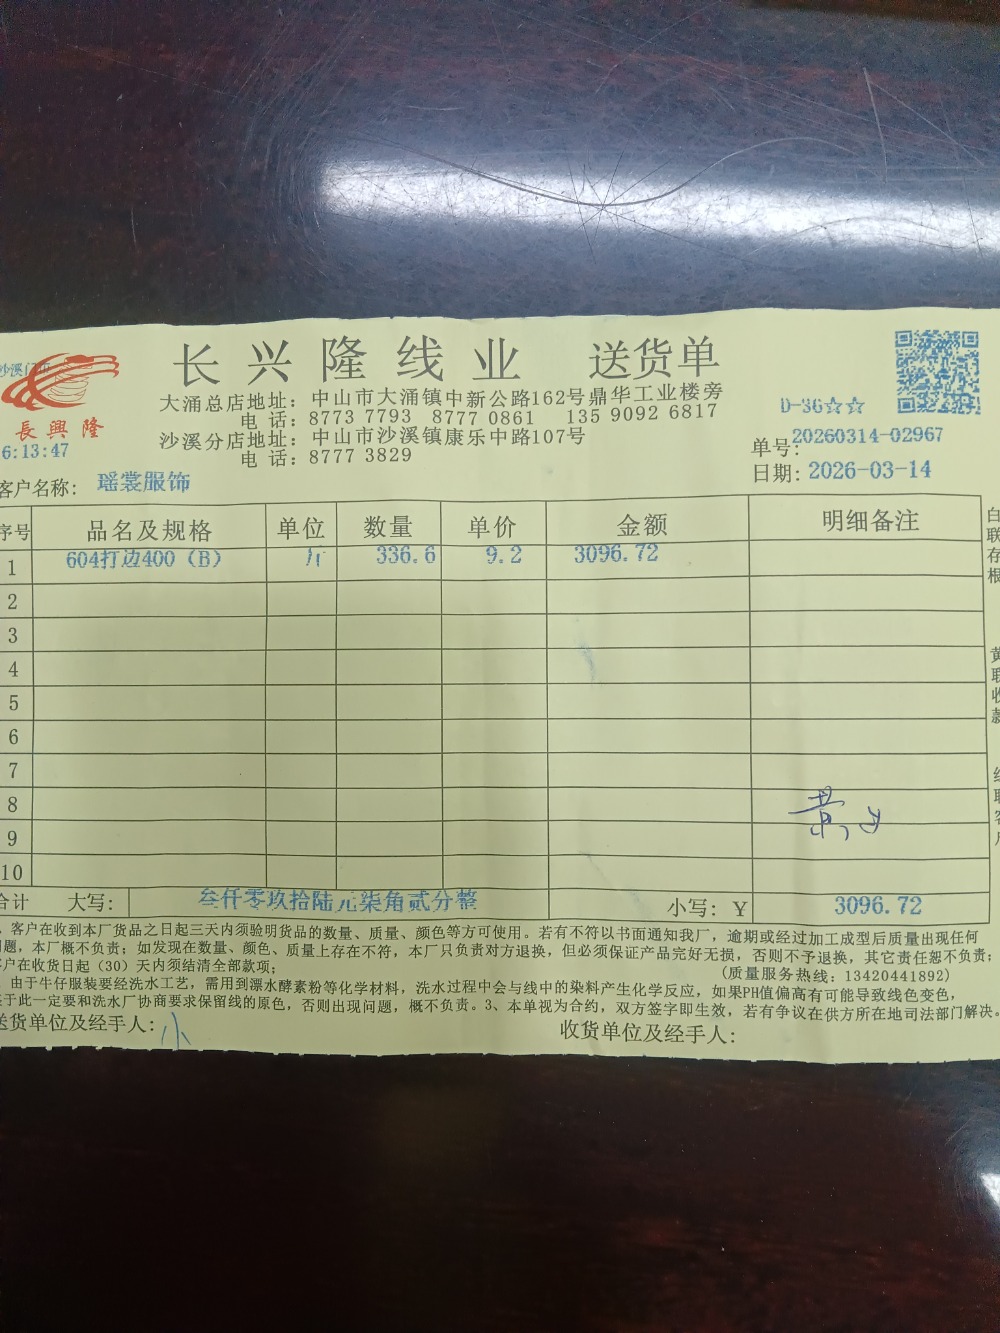 长兴隆线业 送货单
大涌总店地址：中山市大涌镇中新公路162号鼎华工业楼旁
电 话：8773 7793 8777 0861 135 9092 6817
沙溪分店地址：中山市沙溪镇康乐中路107号
电 话：8777 3829
長興隆
6:13:47
D-36☆☆
单号：20260314-02967
日期：2026-03-14
客户名称：瑶裳服饰
序号 品名及规格 单位 数量 单价 金额 明细备注
1 604打边400（B） 336.6 9.2 3096.72
2
3
4
5
6
7
8
9
10
合计 大写：叁仟零玖拾陆元柒角贰分整 小写：¥ 3096.72
客户在收到本厂货品之日起三天内须验明货品的数量、质量、颜色等方可使用。若有不符以书面通知我厂，逾期或经过加工成型后质量出现任何
问题，本厂概不负责；如发现在数量、颜色、质量上存在不符，本厂只负责对方退换，但必须保证产品完好无损，否则不予退换，其它责任恕不负责；
客户在收货日起（30）天内须结清全部款项；
(质量服务热线：13420441892)
由于牛仔服装要经洗水工艺，需用到漂水酵素粉等化学材料，洗水过程中会与线中的染料产生化学反应，如果PH值偏高有可能导致线色变色，
基于此一定要和洗水厂协商要求保留线的原色，否则出现问题，概不负责。3、本单视为合约，双方签字即生效，若有争议在供方所在地司法部门解决。
送货单位及经手人： 收货单位及经手人：
白联存根
黄联收款